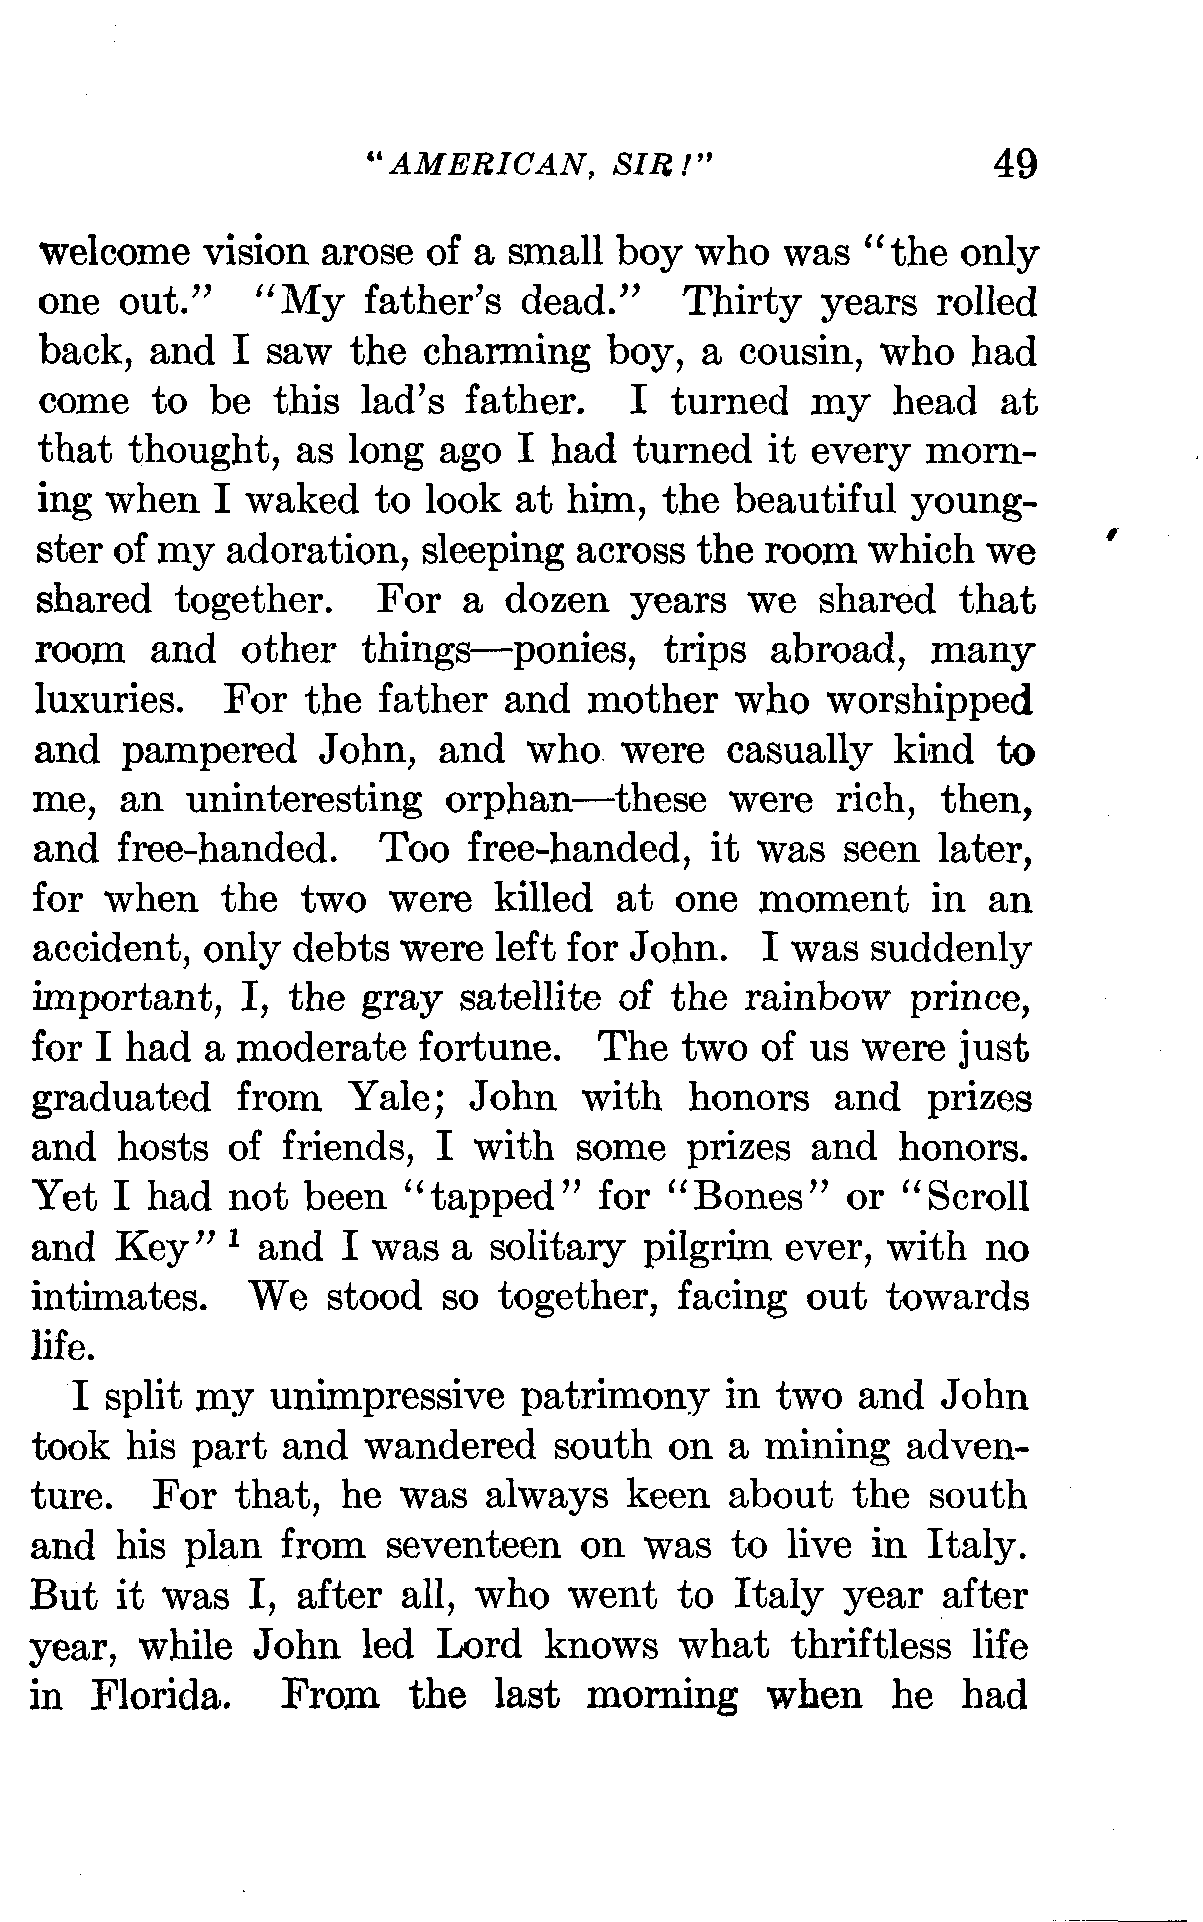 "AMERICAN, SIR!" 49
welcome vision arose of a small boy who was "the only
one out." "My father's dead." Thirty years rolled
back, and I saw the charming boy, a cousin, who had
come to be this lad's father. I turned my head at
that thought, as long ago I had turned it every morn-
ing when I waked to look at him, the beautiful young-
ster of my adoration, sleeping across the room which we
shared together. For a dozen years we shared that
room and other things—ponies, trips abroad, many
luxuries. For the father and mother who worshipped
and pampered John, and who were casually kind to
me, an uninteresting orphan—these were rich, then,
and free-handed. Too free-handed, it was seen later,
for when the two were killed at one moment in an
accident, only debts were left for John. I was suddenly
important, I, the gray satellite of the rainbow prince,
for I had a moderate fortune. The two of us were just
graduated from Yale; John with honors and prizes
and hosts of friends, I with some prizes and honors.
Yet I had not been "tapped" for "Bones" or "Scroll
and Key" ¹ and I was a solitary pilgrim ever, with no
intimates. We stood so together, facing out towards
life.
I split my unimpressive patrimony in two and John
took his part and wandered south on a mining adven-
ture. For that, he was always keen about the south
and his plan from seventeen on was to live in Italy.
But it was I, after all, who went to Italy year after
year, while John led Lord knows what thriftless life
in Florida. From the last morning when he had